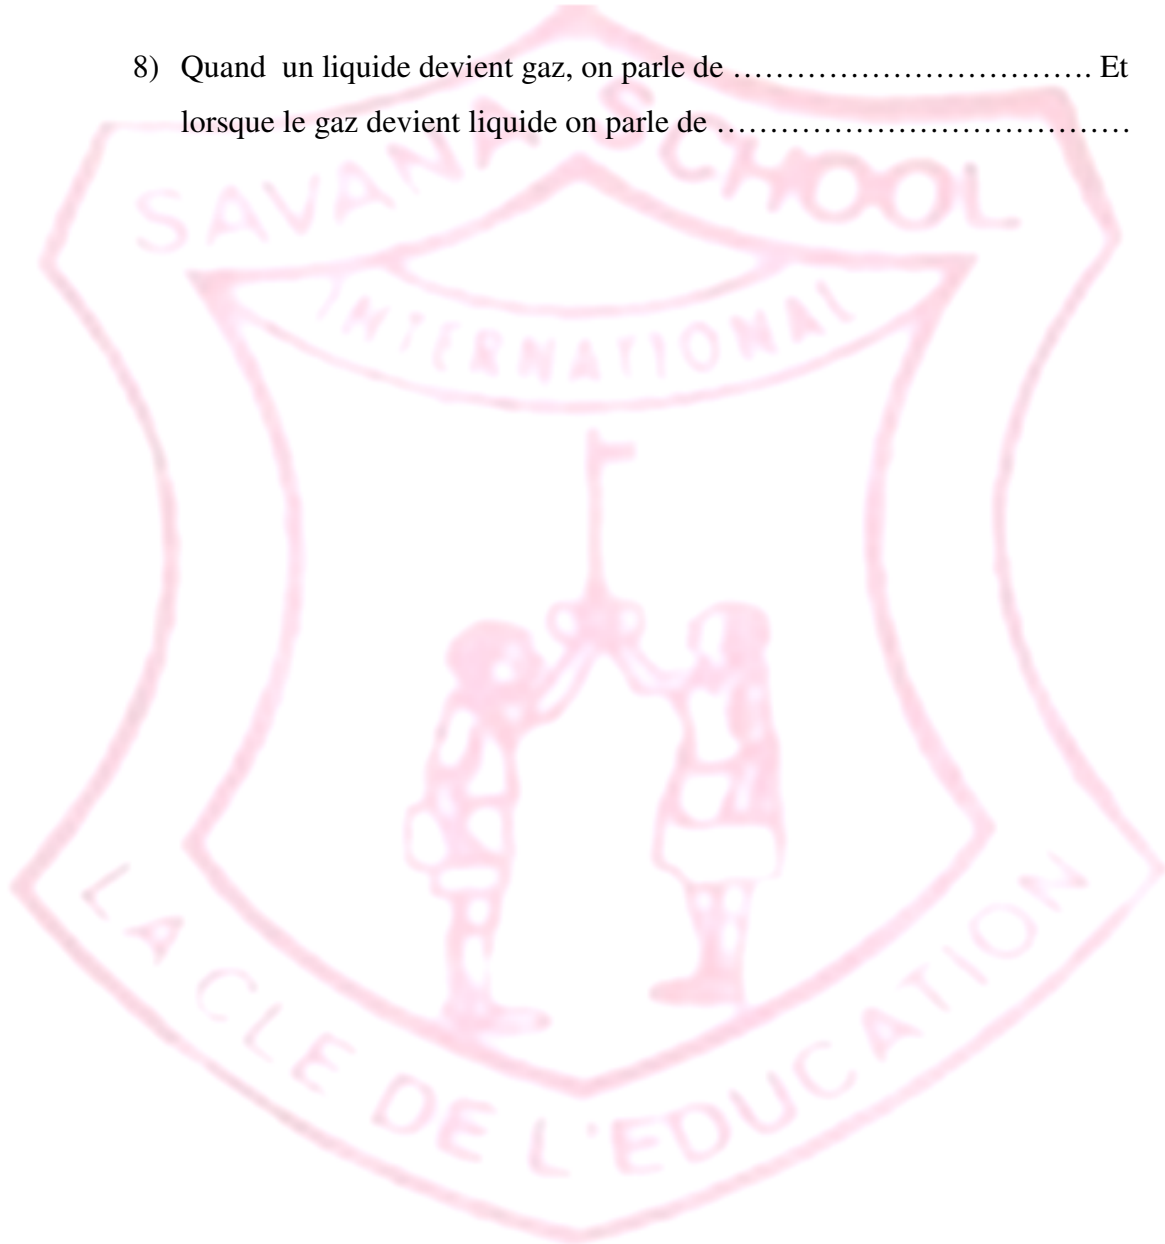 8) Quand un liquide devient gaz, on parle de ................................. Et
lorsque le gaz devient liquide on parle de .......................................
SAVANA SCHOOL
INTERNATIONAL
LA CLE DE L'EDUCATION